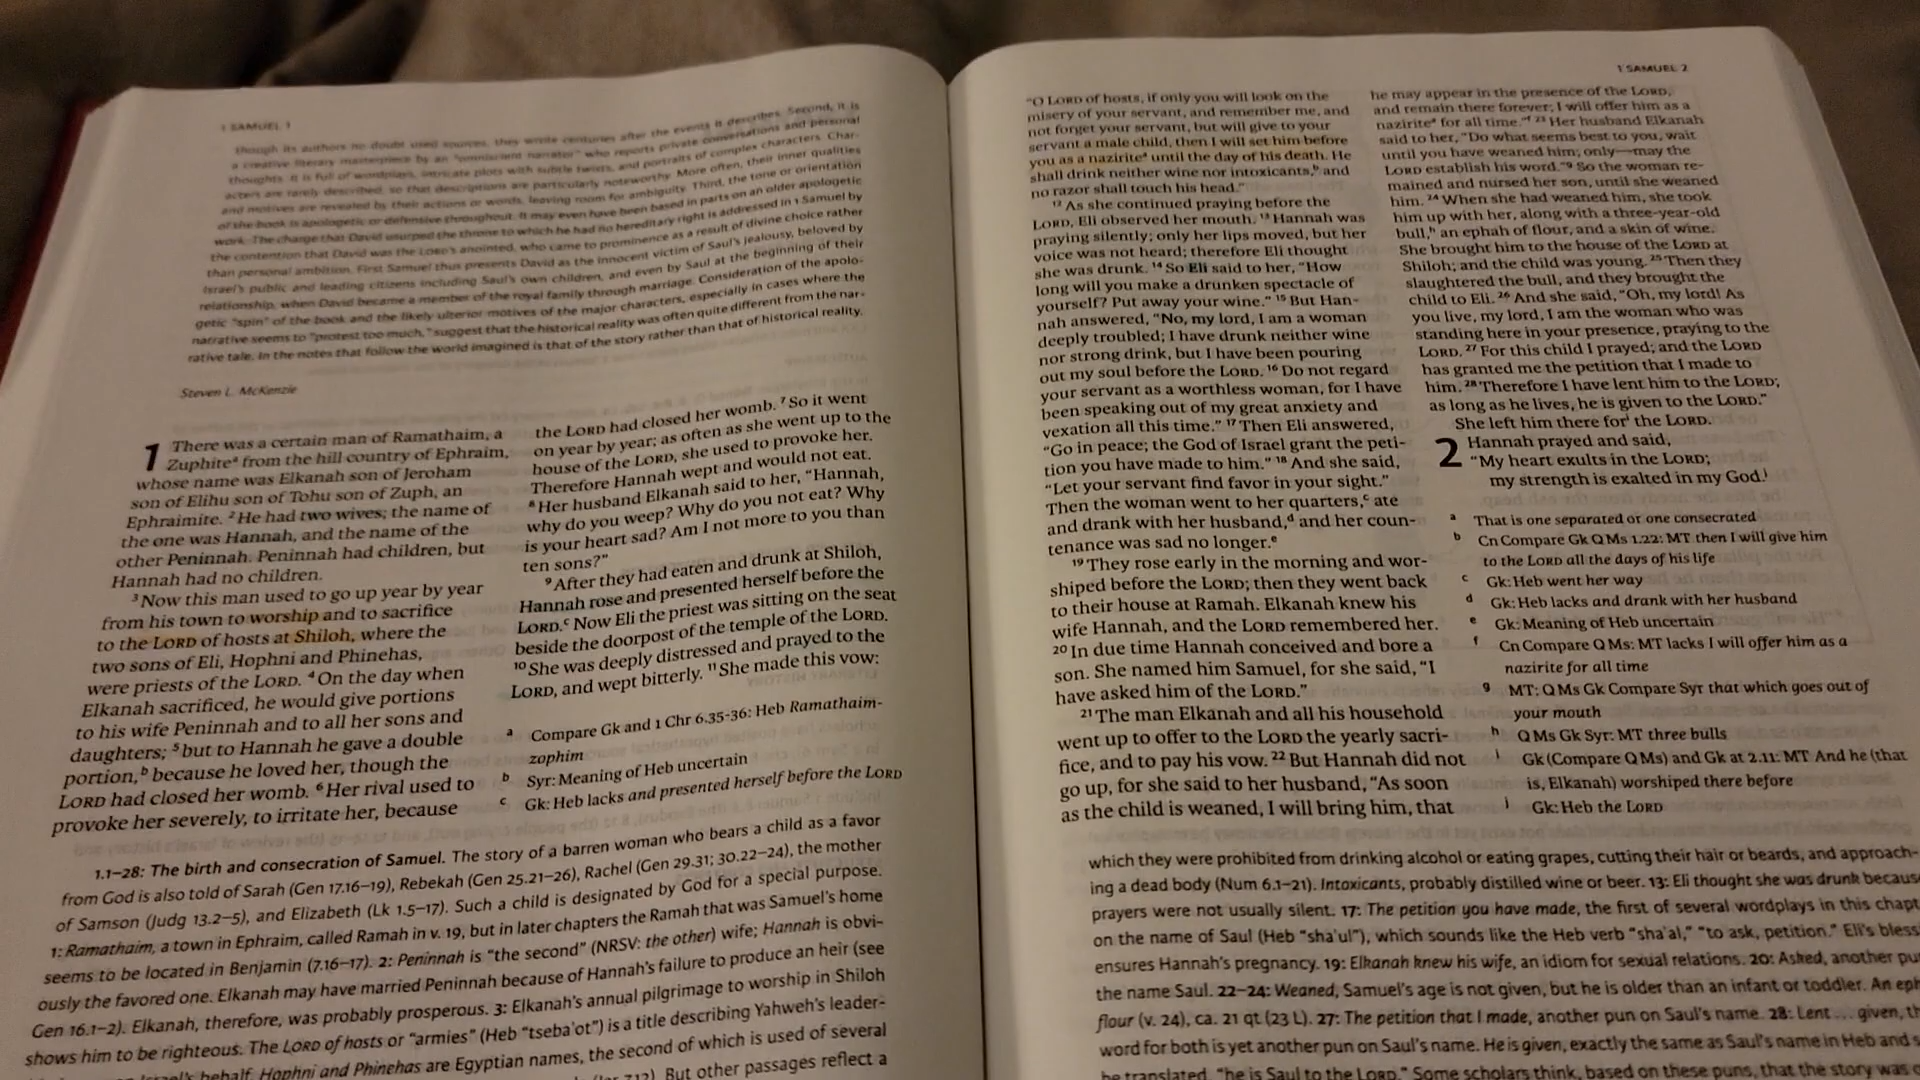 1 SAMUEL 1
though its authors no doubt used sources, they wrote centuries after the events it describes. Second, it is
a creative literary masterpiece by an "omniscient narrator" who reports private conversations and personal
thoughts. It is full of wordplays, intricate plots with subtle twists, and portraits of complex characters. Char-
acters are rarely described, so that descriptions are particularly noteworthy. More often, their inner qualities
and motives are revealed by their actions or words, leaving room for ambiguity. Third, the tone or orientation
of the book is apologetic or defensive throughout. It may even have been based in parts on an older apologetic
work. The charge that David usurped the throne to which he had no hereditary right is addressed in 1 Samuel by
the contention that David was the LORD's anointed, who came to prominence as a result of divine choice rather
than personal ambition. First Samuel thus presents David as the innocent victim of Saul's jealousy, beloved by
Israel's public and leading citizens including Saul's own children, and even by Saul at the beginning of their
relationship, when David became a member of the royal family through marriage. Consideration of the apolo-
getic "spin" of the book and the likely ulterior motives of the major characters, especially in cases where the
narrative seems to "protest too much," suggest that the historical reality was often quite different from the nar-
rative tale. In the notes that follow the world imagined is that of the story rather than that of historical reality.
Steven L. McKenzie
1 There was a certain man of Ramathaim, a
Zuphite^a from the hill country of Ephraim,
whose name was Elkanah son of Jeroham
son of Elihu son of Tohu son of Zuph, an
Ephraimite. ²He had two wives; the name of
the one was Hannah, and the name of the
other Peninnah. Peninnah had children, but
Hannah had no children.
³Now this man used to go up year by year
from his town to worship and to sacrifice
to the LORD of hosts at Shiloh, where the
two sons of Eli, Hophni and Phinehas,
were priests of the LORD. ⁴On the day when
Elkanah sacrificed, he would give portions
to his wife Peninnah and to all her sons and
daughters; ⁵but to Hannah he gave a double
portion,^b because he loved her, though the
LORD had closed her womb. ⁶Her rival used to
provoke her severely, to irritate her, because
the LORD had closed her womb. ⁷So it went
on year by year; as often as she went up to the
house of the LORD, she used to provoke her.
Therefore Hannah wept and would not eat.
⁸Her husband Elkanah said to her, "Hannah,
why do you weep? Why do you not eat? Why
is your heart sad? Am I not more to you than
ten sons?"
⁹After they had eaten and drunk at Shiloh,
Hannah rose and presented herself before the
LORD.^c Now Eli the priest was sitting on the seat
beside the doorpost of the temple of the LORD.
¹⁰She was deeply distressed and prayed to the
LORD, and wept bitterly. ¹¹She made this vow:
a Compare Gk and 1 Chr 6.35-36: Heb Ramathaim-
zophim
b Syr: Meaning of Heb uncertain
c Gk: Heb lacks and presented herself before the LORD
1.1–28: The birth and consecration of Samuel. The story of a barren woman who bears a child as a favor
from God is also told of Sarah (Gen 17.16–19), Rebekah (Gen 25.21–26), Rachel (Gen 29.31; 30.22–24), the mother
of Samson (Judg 13.2–5), and Elizabeth (Lk 1.5–17). Such a child is designated by God for a special purpose.
1: Ramathaim, a town in Ephraim, called Ramah in v. 19, but in later chapters the Ramah that was Samuel's home
seems to be located in Benjamin (7.16–17). 2: Peninnah is "the second" (NRSV: the other) wife; Hannah is obvi-
ously the favored one. Elkanah may have married Peninnah because of Hannah's failure to produce an heir (see
Gen 16.1–2). Elkanah, therefore, was probably prosperous. 3: Elkanah's annual pilgrimage to worship in Shiloh
shows him to be righteous. The LORD of hosts or "armies" (Heb "tseba'ot") is a title describing Yahweh's leader-
Israel's behalf. Hophni and Phinehas are Egyptian names, the second of which is used of several
7.12). But other passages reflect a
1 SAMUEL 2
"O LORD of hosts, if only you will look on the
misery of your servant, and remember me, and
not forget your servant, but will give to your
servant a male child, then I will set him before
you as a nazirite^a until the day of his death. He
shall drink neither wine nor intoxicants,^b and
no razor shall touch his head."
¹²As she continued praying before the
LORD, Eli observed her mouth. ¹³Hannah was
praying silently; only her lips moved, but her
voice was not heard; therefore Eli thought
she was drunk. ¹⁴So Eli said to her, "How
long will you make a drunken spectacle of
yourself? Put away your wine." ¹⁵But Han-
nah answered, "No, my lord, I am a woman
deeply troubled; I have drunk neither wine
nor strong drink, but I have been pouring
out my soul before the LORD. ¹⁶Do not regard
your servant as a worthless woman, for I have
been speaking out of my great anxiety and
vexation all this time." ¹⁷Then Eli answered,
"Go in peace; the God of Israel grant the peti-
tion you have made to him." ¹⁸And she said,
"Let your servant find favor in your sight."
Then the woman went to her quarters,^c ate
and drank with her husband,^d and her coun-
tenance was sad no longer.^e
¹⁹They rose early in the morning and wor-
shiped before the LORD; then they went back
to their house at Ramah. Elkanah knew his
wife Hannah, and the LORD remembered her.
²⁰In due time Hannah conceived and bore a
son. She named him Samuel, for she said, "I
have asked him of the LORD."
²¹The man Elkanah and all his household
went up to offer to the LORD the yearly sacri-
fice, and to pay his vow. ²²But Hannah did not
go up, for she said to her husband, "As soon
as the child is weaned, I will bring him, that
he may appear in the presence of the LORD,
and remain there forever; I will offer him as a
nazirite^a for all time."^f ²³Her husband Elkanah
said to her, "Do what seems best to you, wait
until you have weaned him; only—may the
LORD establish his word."^g So the woman re-
mained and nursed her son, until she weaned
him. ²⁴When she had weaned him, she took
him up with her, along with a three-year-old
bull,^h an ephah of flour, and a skin of wine.
She brought him to the house of the LORD at
Shiloh; and the child was young. ²⁵Then they
slaughtered the bull, and they brought the
child to Eli. ²⁶And she said, "Oh, my lord! As
you live, my lord, I am the woman who was
standing here in your presence, praying to the
LORD. ²⁷For this child I prayed; and the LORD
has granted me the petition that I made to
him. ²⁸Therefore I have lent him to the LORD;
as long as he lives, he is given to the LORD."
She left him there for^i the LORD.
2 Hannah prayed and said,
"My heart exults in the LORD;
my strength is exalted in my God.^j
a That is one separated or one consecrated
b Cn Compare Gk Q Ms 1.22: MT then I will give him
to the LORD all the days of his life
c Gk: Heb went her way
d Gk: Heb lacks and drank with her husband
e Gk: Meaning of Heb uncertain
f Cn Compare Q Ms: MT lacks I will offer him as a
nazirite for all time
g MT: Q Ms Gk Compare Syr that which goes out of
your mouth
h Q Ms Gk Syr: MT three bulls
i Gk (Compare Q Ms) and Gk at 2.11: MT And he (that
is, Elkanah) worshiped there before
j Gk: Heb the LORD
which they were prohibited from drinking alcohol or eating grapes, cutting their hair or beards, and approach-
ing a dead body (Num 6.1–21). Intoxicants, probably distilled wine or beer. 13: Eli thought she was drunk becaus
prayers were not usually silent. 17: The petition you have made, the first of several wordplays in this chapt
on the name of Saul (Heb "sha'ul"), which sounds like the Heb verb "sha'al," "to ask, petition." Eli's bless
ensures Hannah's pregnancy. 19: Elkanah knew his wife, an idiom for sexual relations. 20: Asked, another pu
the name Saul. 22–24: Weaned, Samuel's age is not given, but he is older than an infant or toddler. An eph
flour (v. 24), ca. 21 qt (23 L). 27: The petition that I made, another pun on Saul's name. 28: Lent . . . given, th
word for both is yet another pun on Saul's name. He is given, exactly the same as Saul's name in Heb and s
be translated, "he is Saul to the LORD." Some scholars think, based on these puns, that the story was o